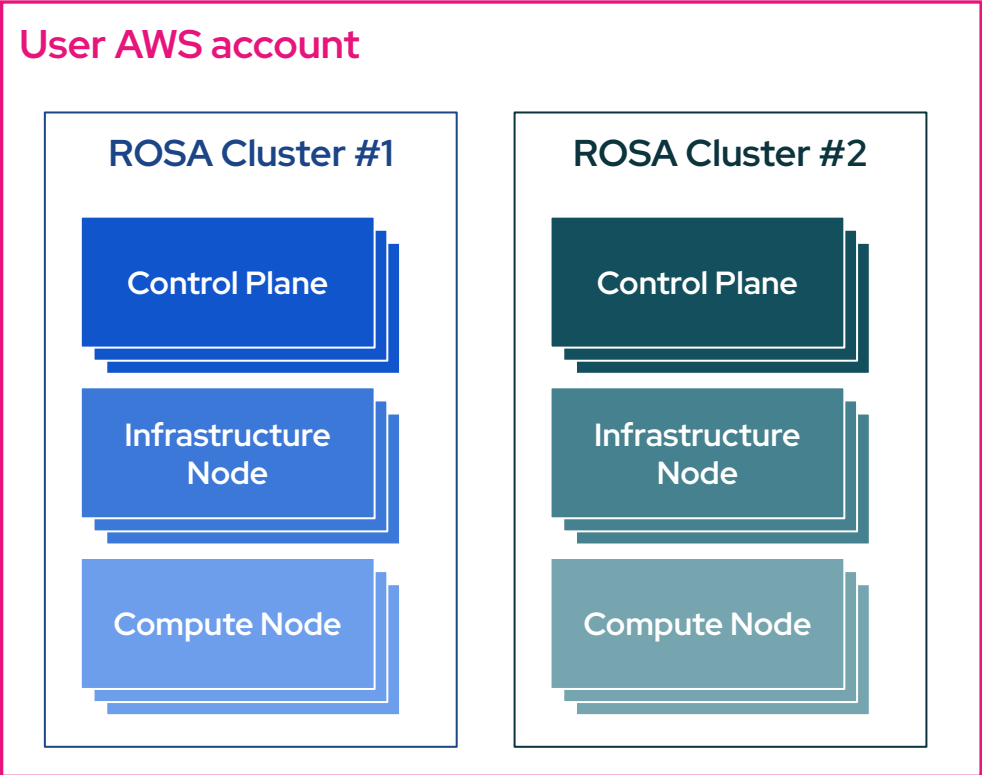 User AWS account
ROSA Cluster #1
Control Plane
Infrastructure
Node
Compute Node
ROSA Cluster #2
Control Plane
Infrastructure
Node
Compute Node